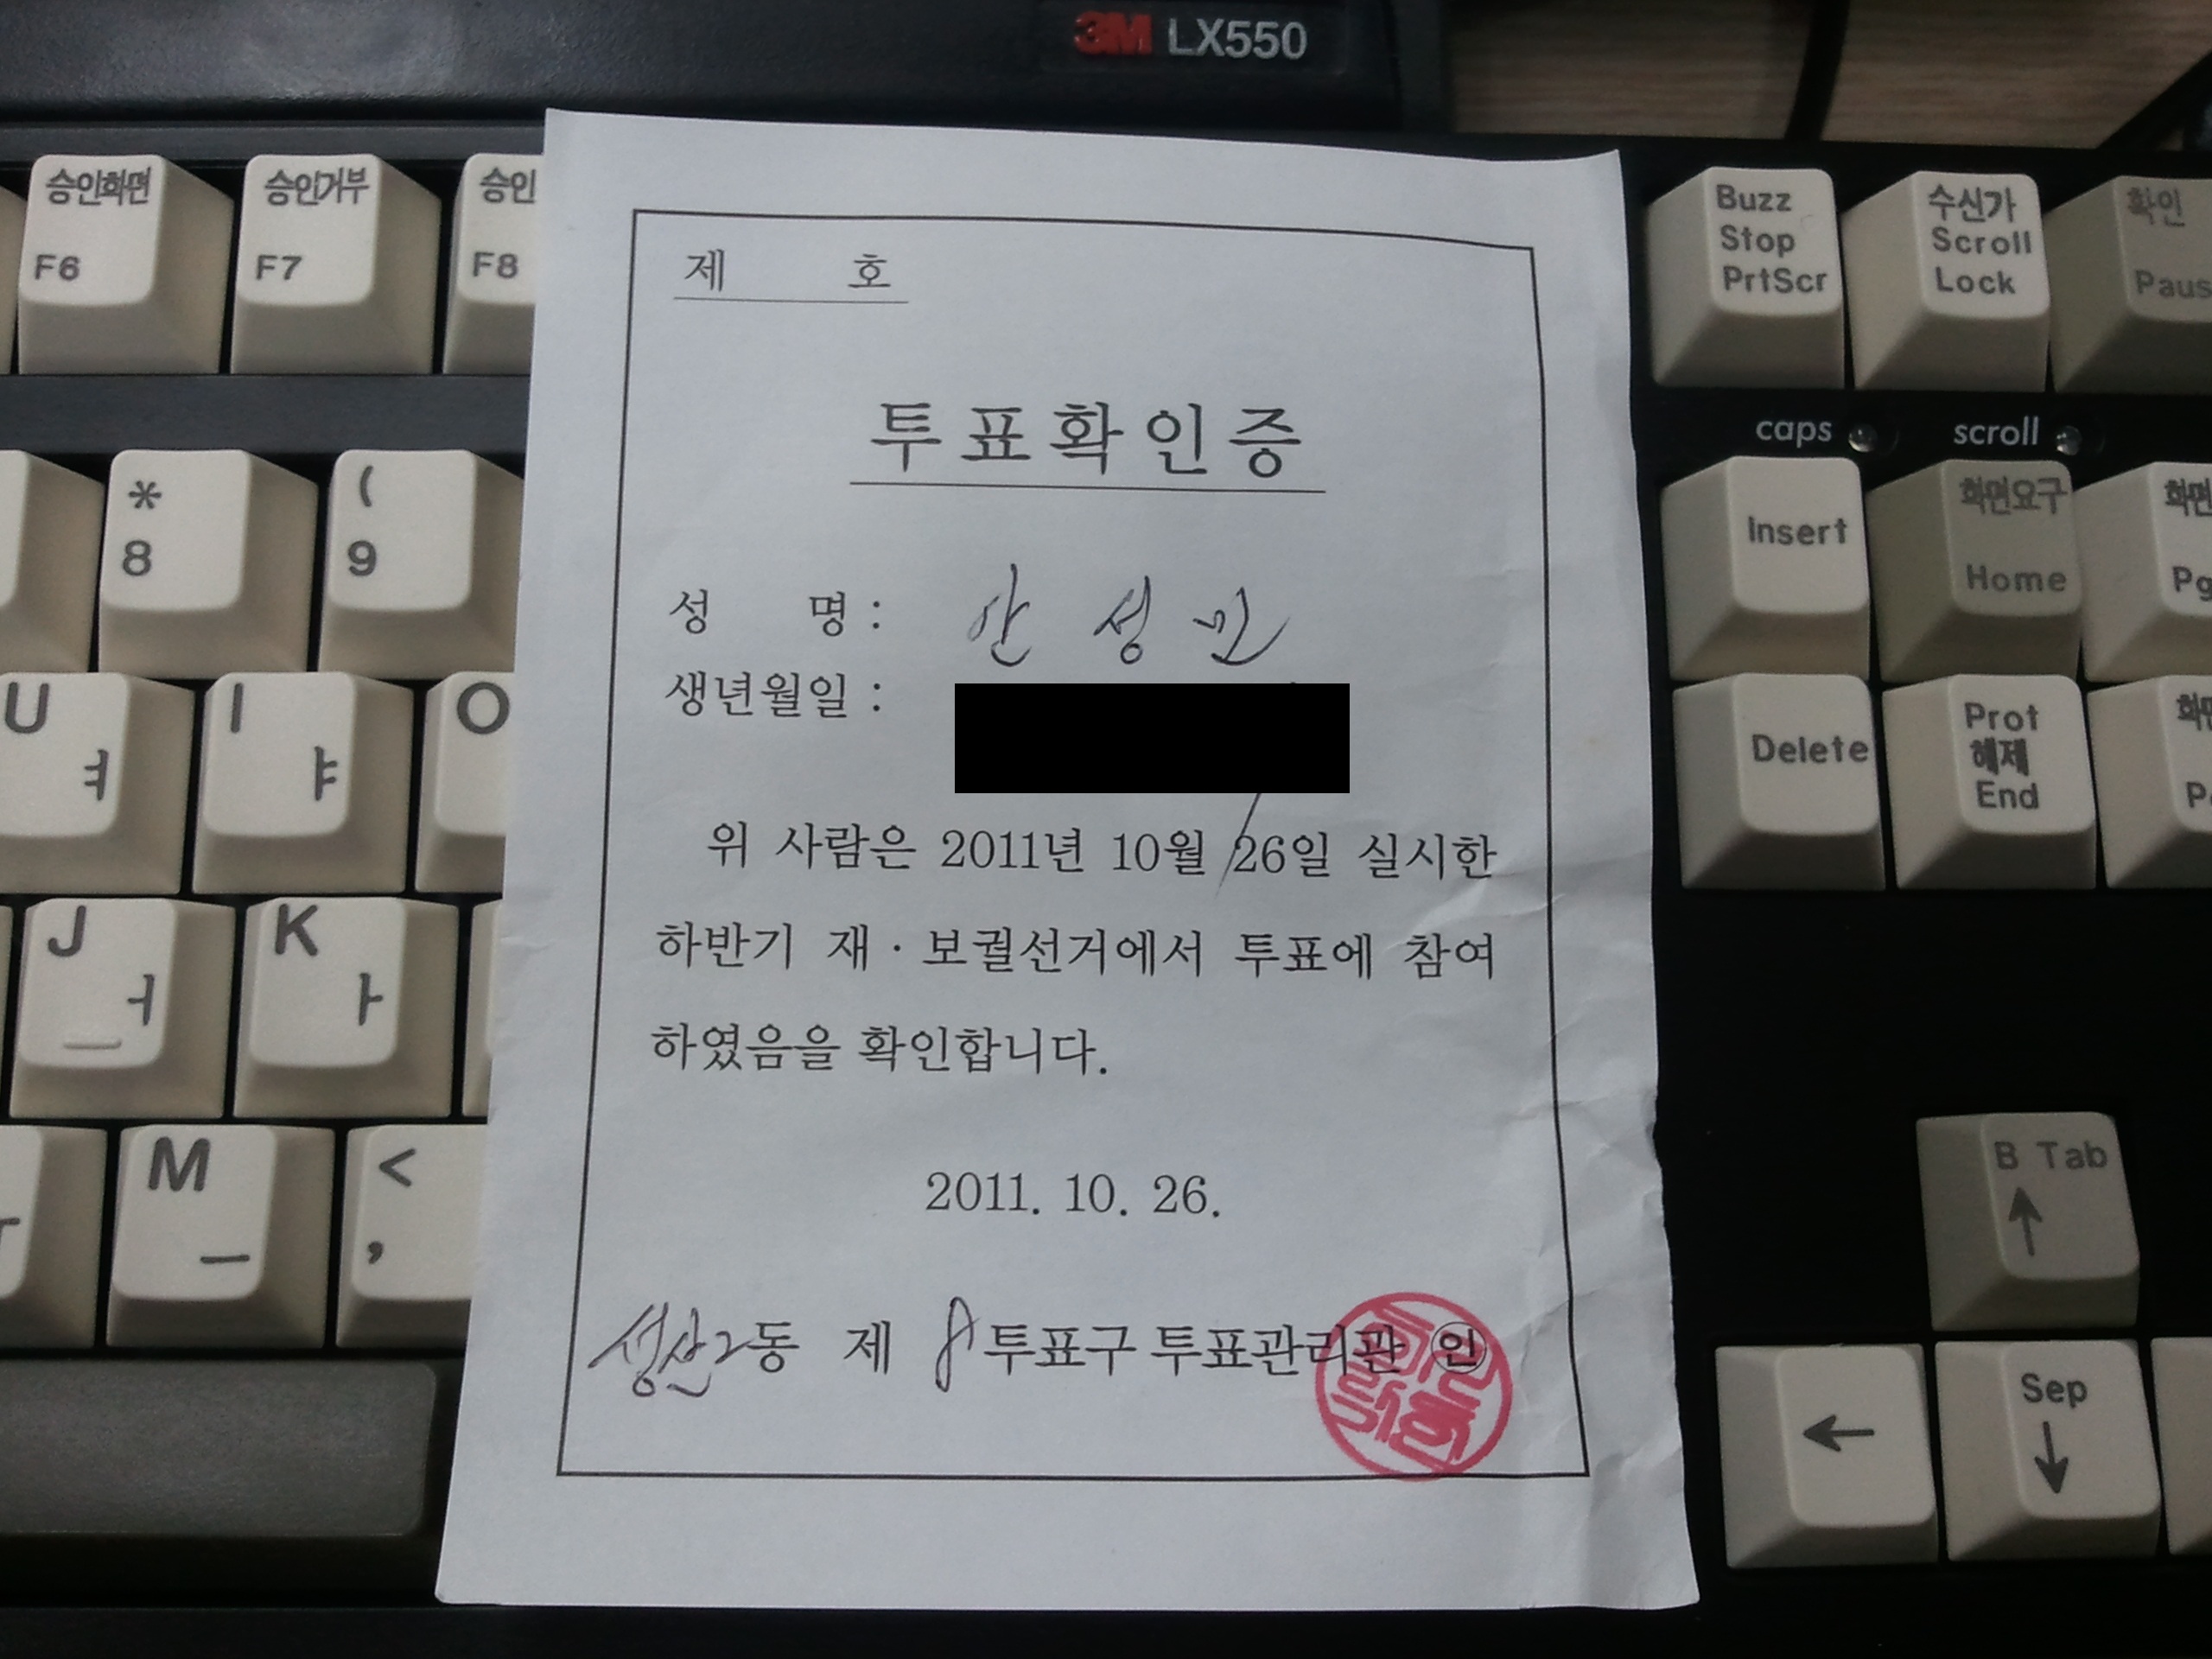 3M LX550
승인화면
F6
승인거부
F7
승인
F8
Buzz
Stop
PrtScr
수신가
Scroll
Lock
확인
Paus
caps
scroll
*
8
(
9
Insert
화면요구
Home
화면
Pg
U
ㅕ
I
ㅑ
O
Delete
Prot
해제
End
화면
P
J
ㅓ
K
ㅏ
M
ㅡ
<
,
B Tab
↑
←
Sep
↓
제 호
투표확인증
성 명 : 안 성 민
생년월일 :
위 사람은 2011년 10월 26일 실시한
하반기 재 · 보궐선거에서 투표에 참여
하였음을 확인합니다.
2011. 10. 26.
성산2동 제 8 투표구 투표관리관 인